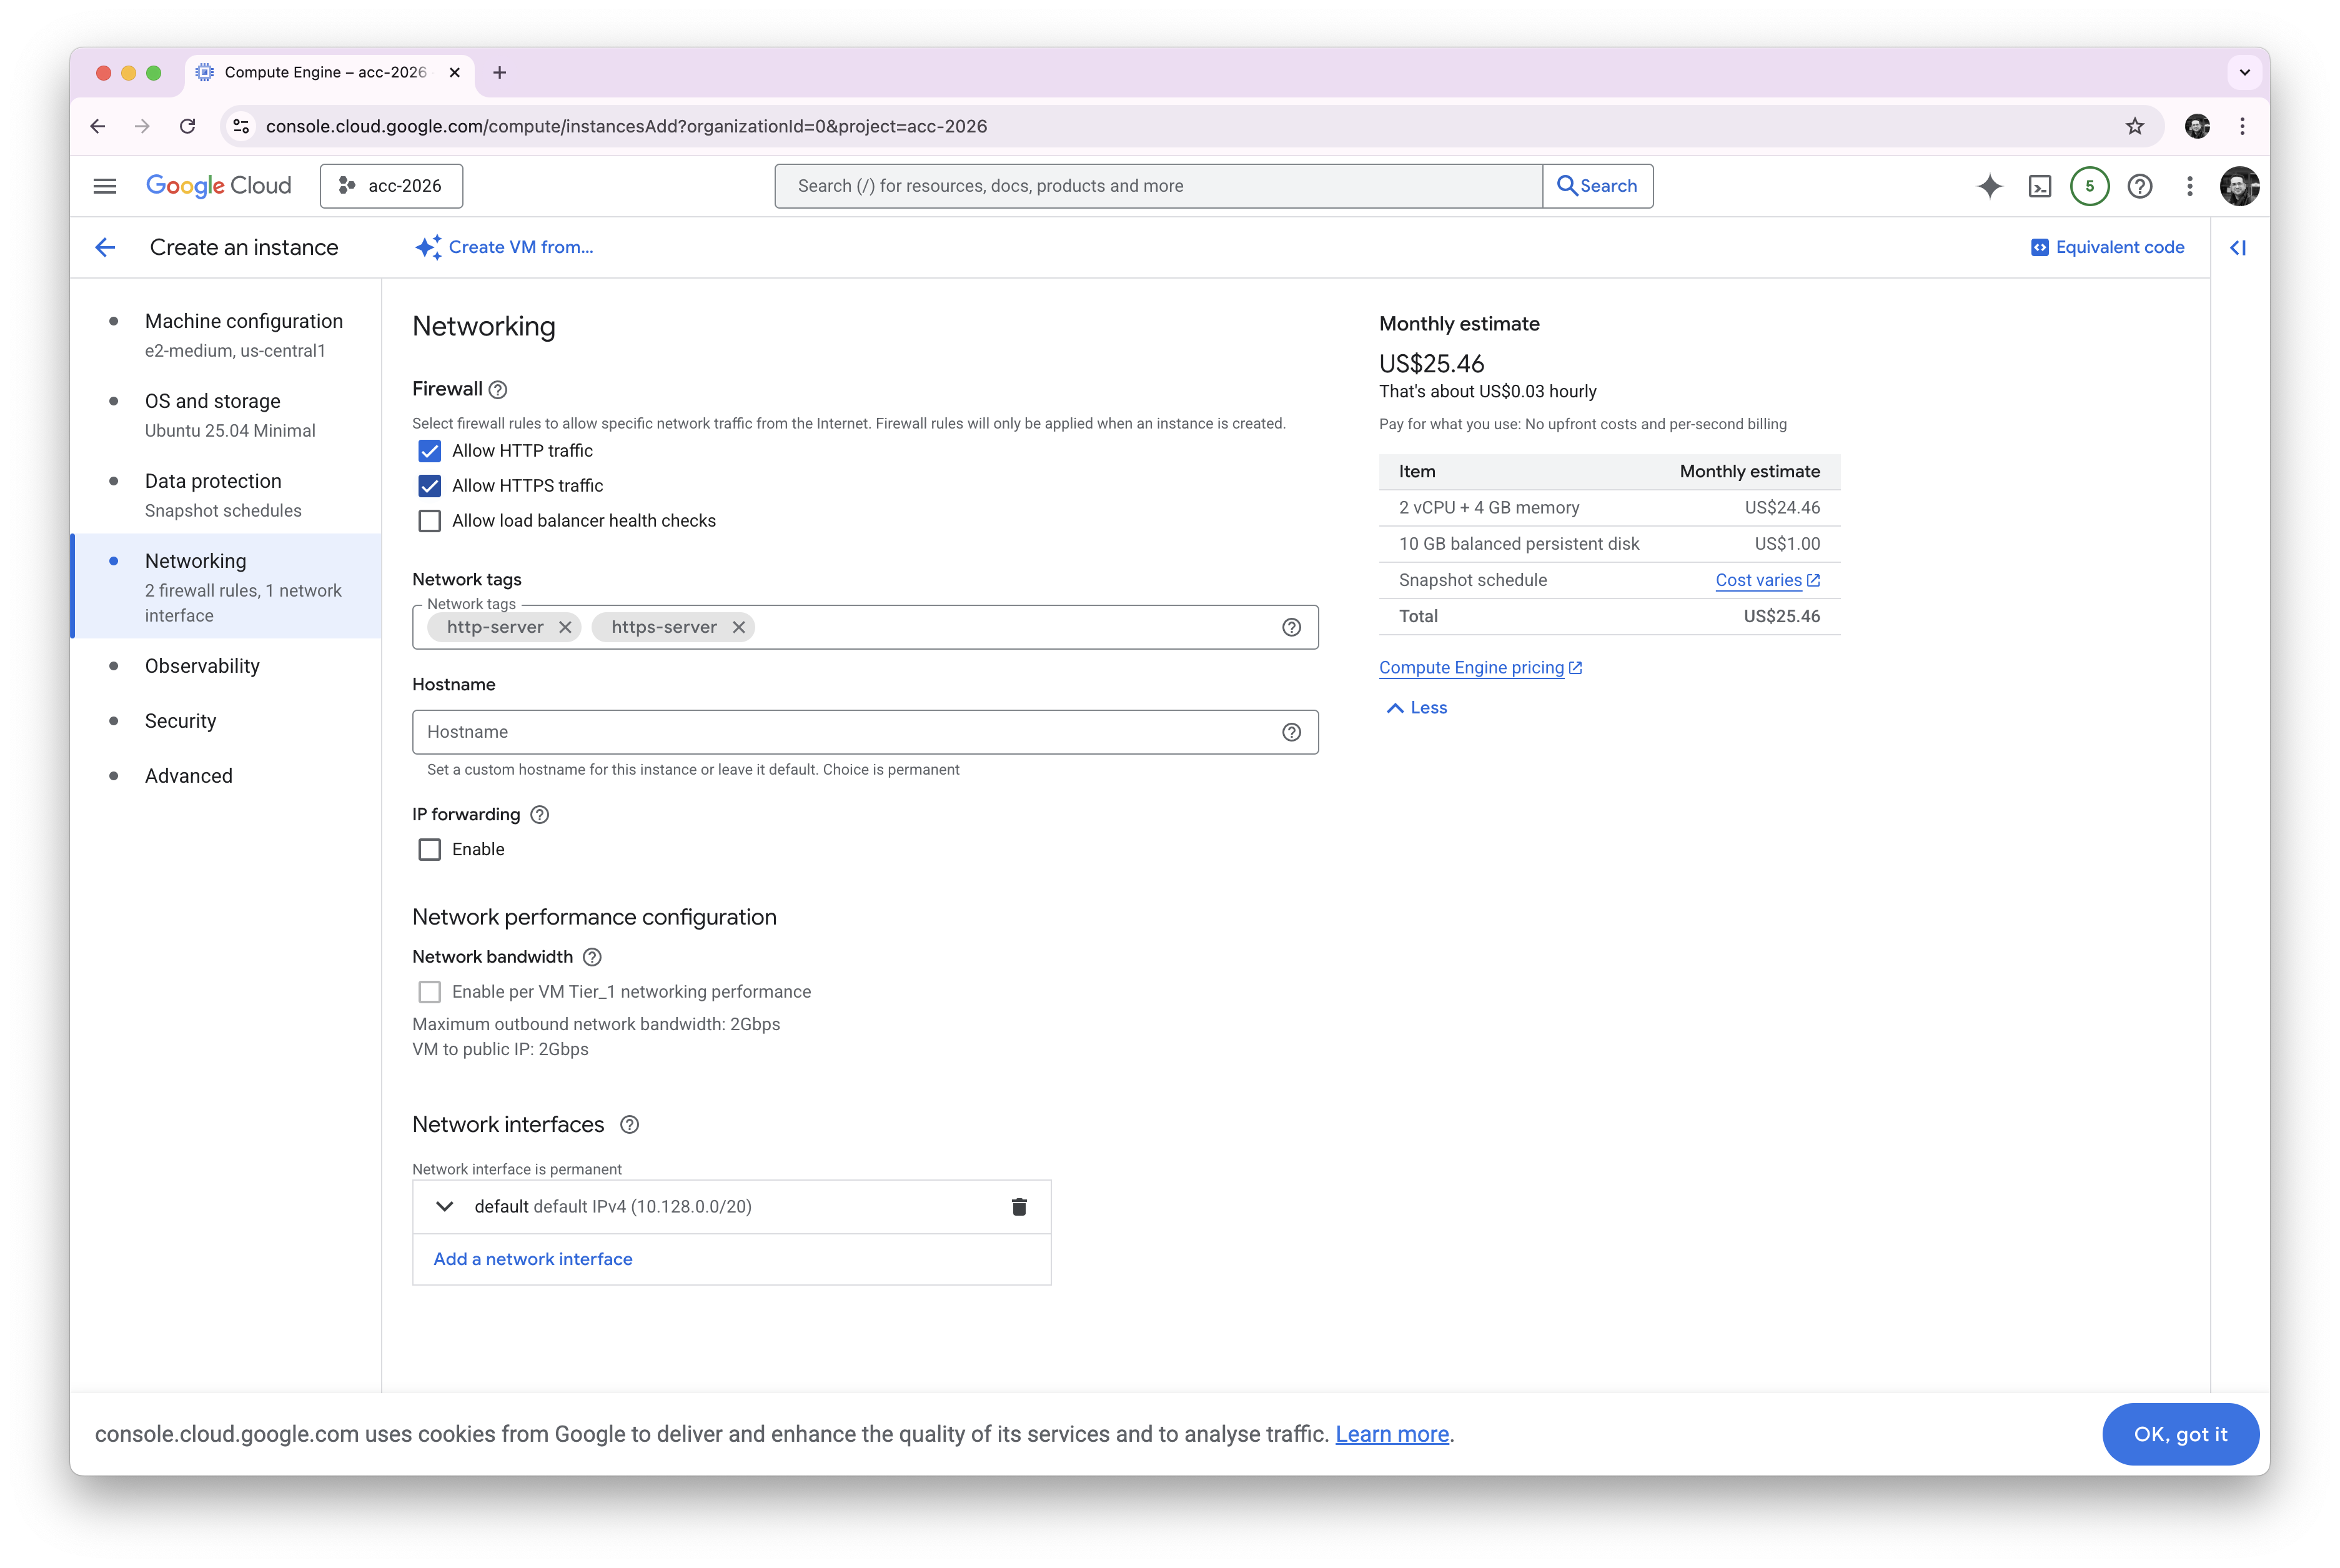 Compute Engine – acc-2026
console.cloud.google.com/compute/instancesAdd?organizationId=0&project=acc-2026
Google Cloud
acc-2026
Search (/) for resources, docs, products and more
Search
5
Create an instance
Create VM from...
Equivalent code
Machine configuration
e2-medium, us-central1
OS and storage
Ubuntu 25.04 Minimal
Data protection
Snapshot schedules
Networking
2 firewall rules, 1 network
interface
Observability
Security
Advanced
Networking
Firewall
Select firewall rules to allow specific network traffic from the Internet. Firewall rules will only be applied when an instance is created.
Allow HTTP traffic
Allow HTTPS traffic
Allow load balancer health checks
Network tags
Network tags
http-server
https-server
Hostname
Hostname
Set a custom hostname for this instance or leave it default. Choice is permanent
IP forwarding
Enable
Network performance configuration
Network bandwidth
Enable per VM Tier_1 networking performance
Maximum outbound network bandwidth: 2Gbps
VM to public IP: 2Gbps
Network interfaces
Network interface is permanent
default default IPv4 (10.128.0.0/20)
Add a network interface
Monthly estimate
US$25.46
That's about US$0.03 hourly
Pay for what you use: No upfront costs and per-second billing
Item Monthly estimate
2 vCPU + 4 GB memory US$24.46
10 GB balanced persistent disk US$1.00
Snapshot schedule Cost varies
Total US$25.46
Compute Engine pricing
Less
console.cloud.google.com uses cookies from Google to deliver and enhance the quality of its services and to analyse traffic. Learn more.
OK, got it